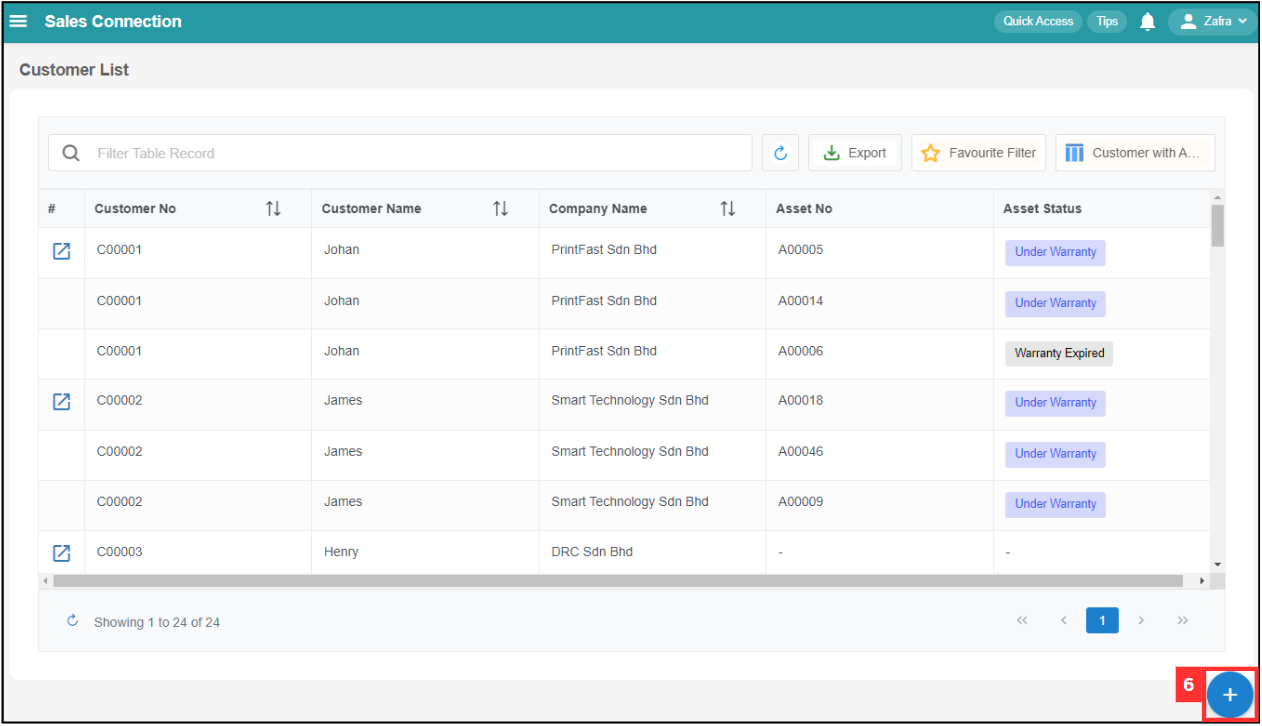 Sales Connection Quick Access Tips Zafra
Customer List
Filter Table Record Export Favourite Filter Customer with A...
# Customer No Customer Name Company Name Asset No Asset Status
C00001 Johan PrintFast Sdn Bhd A00005 Under Warranty
C00001 Johan PrintFast Sdn Bhd A00014 Under Warranty
C00001 Johan PrintFast Sdn Bhd A00006 Warranty Expired
C00002 James Smart Technology Sdn Bhd A00018 Under Warranty
C00002 James Smart Technology Sdn Bhd A00046 Under Warranty
C00002 James Smart Technology Sdn Bhd A00009 Under Warranty
C00003 Henry DRC Sdn Bhd - -
Showing 1 to 24 of 24 << < 1 > >>
6 +